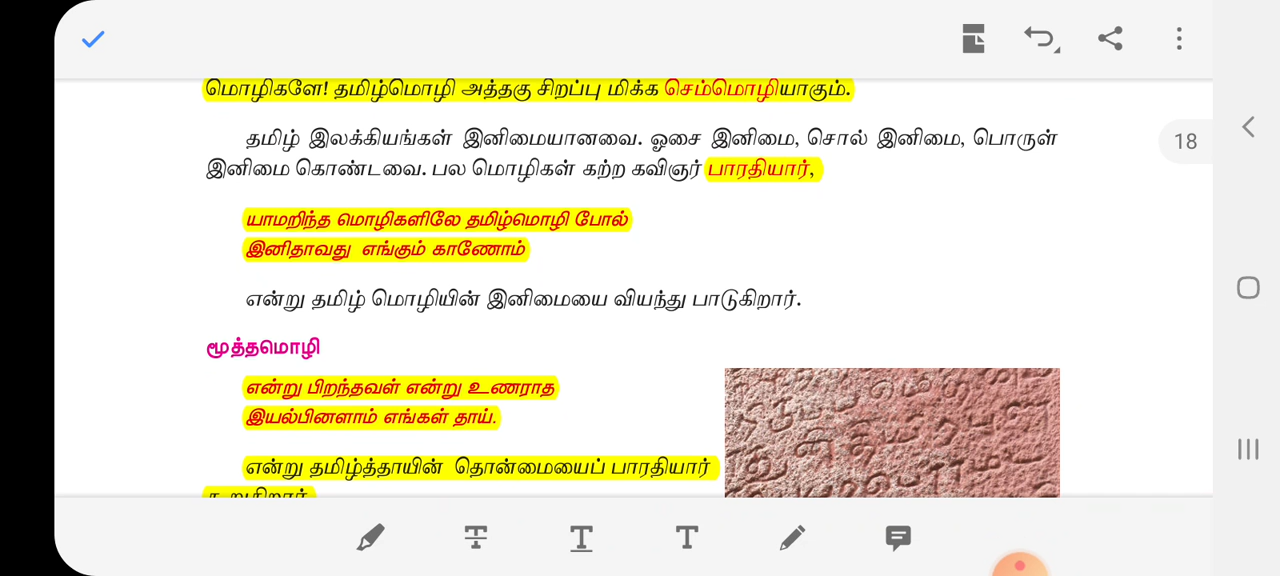 மொழிகளே! தமிழ்மொழி அத்தகு சிறப்பு மிக்க செம்மொழியாகும்.
18
தமிழ் இலக்கியங்கள் இனிமையானவை. ஓசை இனிமை, சொல் இனிமை, பொருள்
இனிமை கொண்டவை. பல மொழிகள் கற்ற கவிஞர் பாரதியார்,
யாமறிந்த மொழிகளிலே தமிழ்மொழி போல்
இனிதாவது எங்கும் காணோம்
என்று தமிழ் மொழியின் இனிமையை வியந்து பாடுகிறார்.
மூத்தமொழி
என்று பிறந்தவள் என்று உணராத
இயல்பினளாம் எங்கள் தாய்.
என்று தமிழ்த்தாயின் தொன்மையைப் பாரதியார்
கூறுகிறார்.